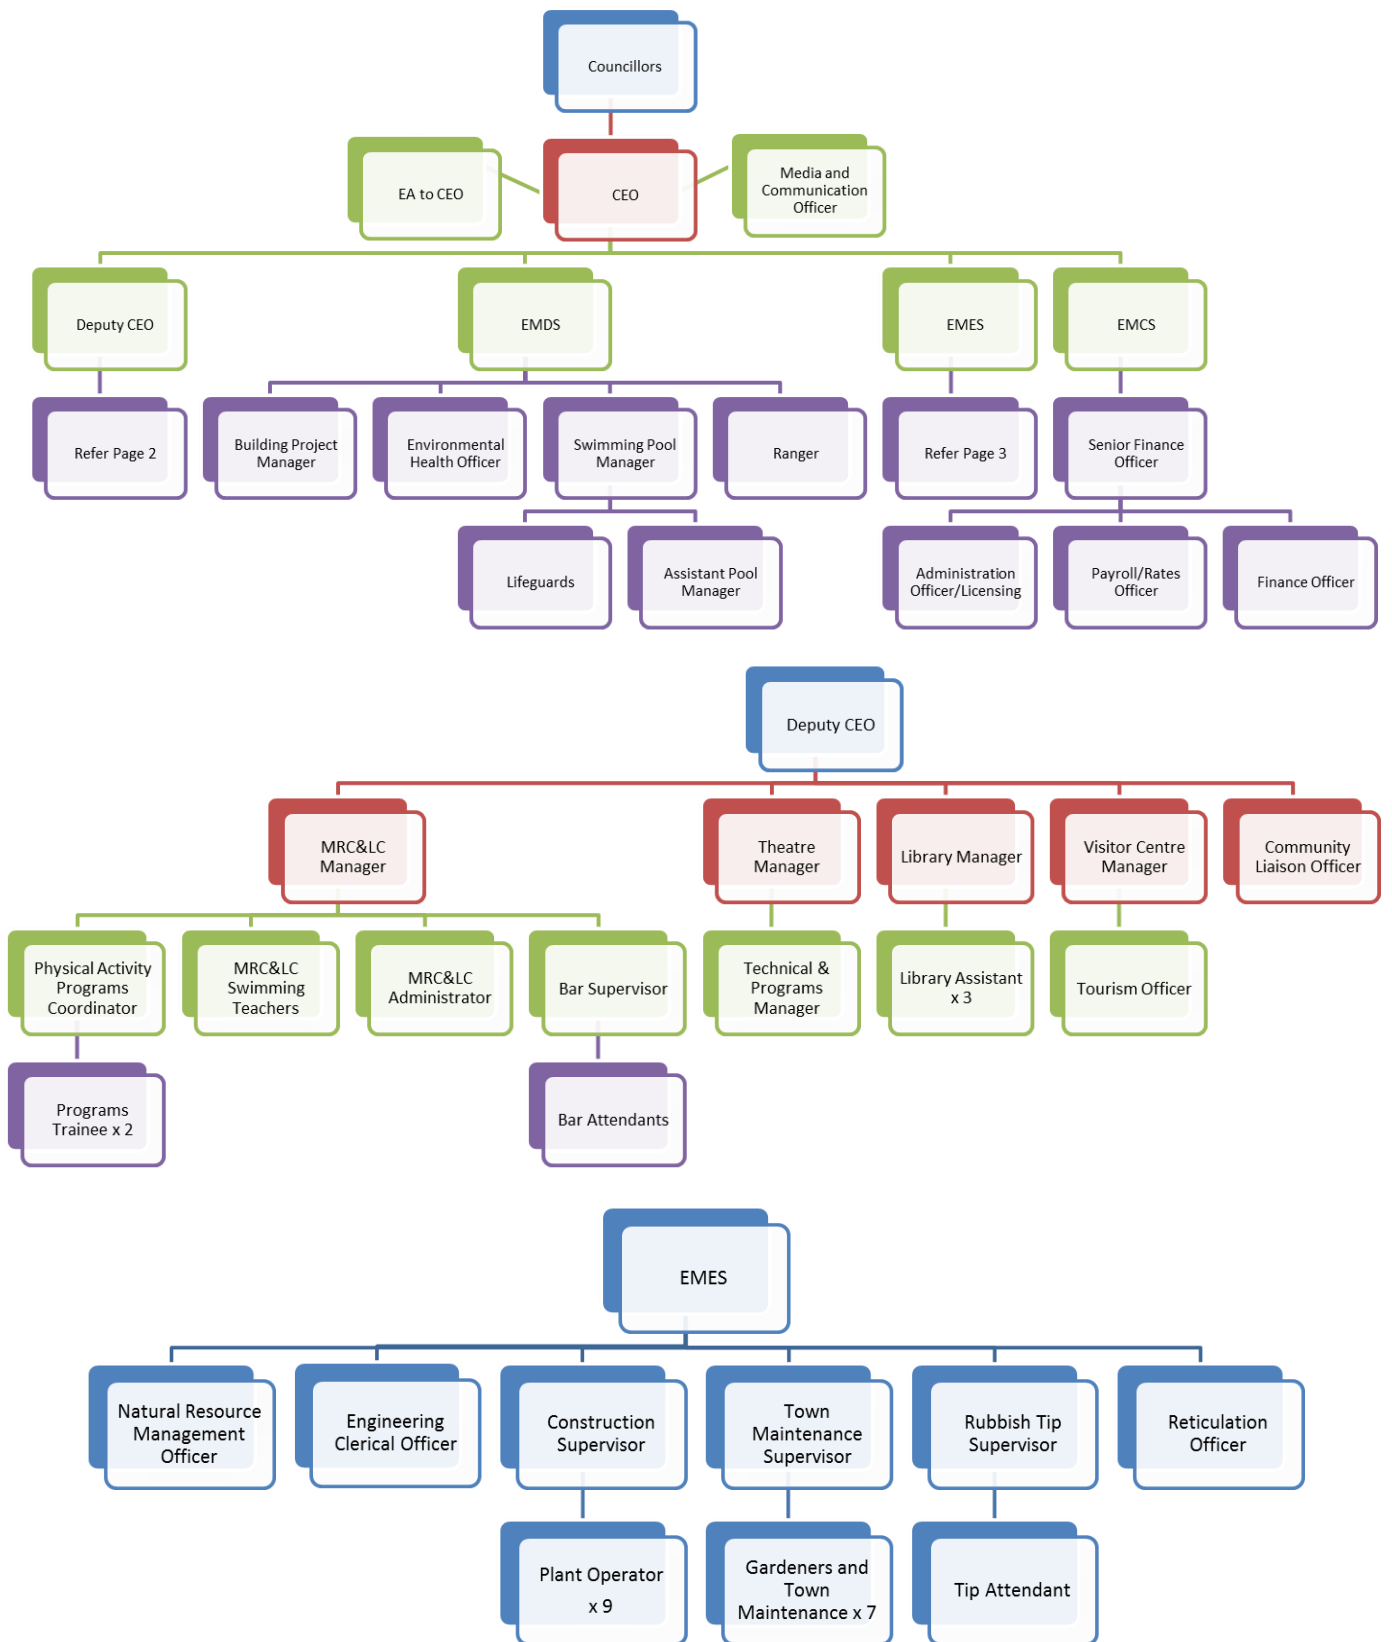 Councillors
EA to CEO
CEO
Media and
Communication
Officer
Deputy CEO
EMDS
EMES
EMCS
Refer Page 2
Building Project
Manager
Environmental
Health Officer
Swimming Pool
Manager
Ranger
Refer Page 3
Senior Finance
Officer
Lifeguards
Assistant Pool
Manager
Administration
Officer/Licensing
Payroll/Rates
Officer
Finance Officer
Deputy CEO
MRC&LC
Manager
Theatre
Manager
Library Manager
Visitor Centre
Manager
Community
Liaison Officer
Physical Activity
Programs
Coordinator
MRC&LC
Swimming
Teachers
MRC&LC
Administrator
Bar Supervisor
Technical &
Programs
Manager
Library Assistant
x 3
Tourism Officer
Programs
Trainee x 2
Bar Attendants
EMES
Natural Resource
Management
Officer
Engineering
Clerical Officer
Construction
Supervisor
Town
Maintenance
Supervisor
Rubbish Tip
Supervisor
Reticulation
Officer
Plant Operator
x 9
Gardeners and
Town
Maintenance x 7
Tip Attendant